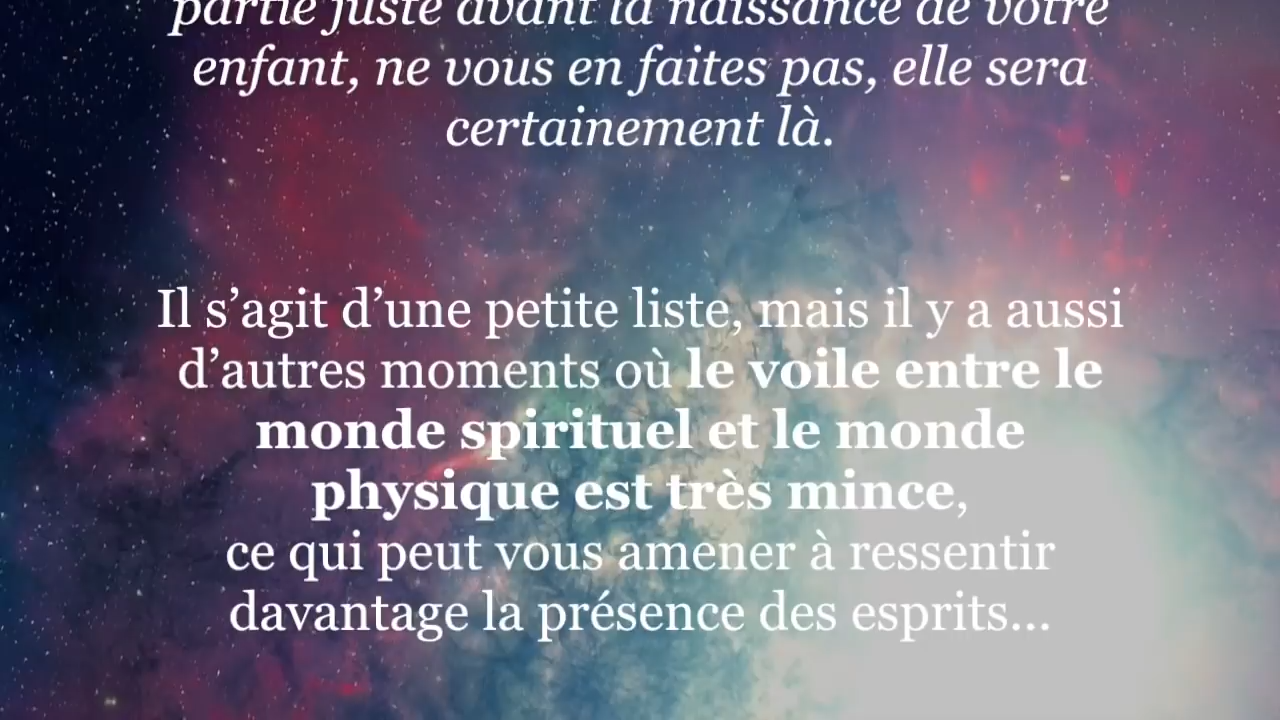 partie juste avant la naissance de votre
enfant, ne vous en faites pas, elle sera
certainement là.
Il s’agit d’une petite liste, mais il y a aussi
d’autres moments où le voile entre le
monde spirituel et le monde
physique est très mince,
ce qui peut vous amener à ressentir
davantage la présence des esprits...